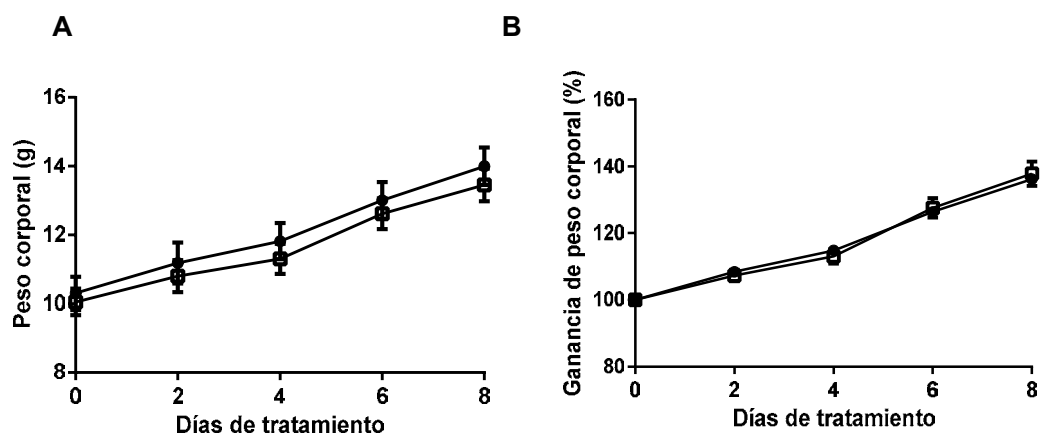 A
B
Peso corporal (g)
16
14
12
10
8
0 2 4 6 8
Días de tratamiento
Ganancia de peso corporal (%)
160
140
120
100
80
0 2 4 6 8
Días de tratamiento